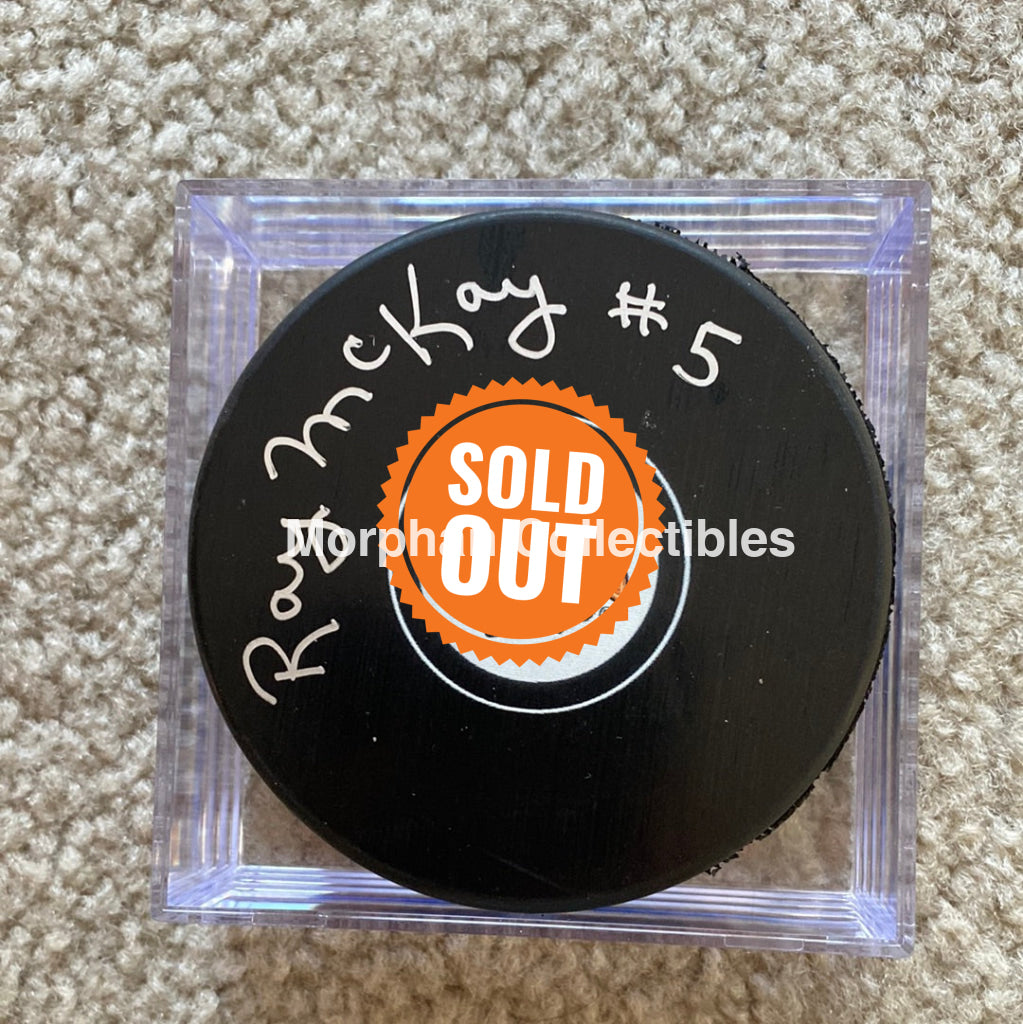 Ray McKay #5
SOLD
OUT
Morphan Collectibles